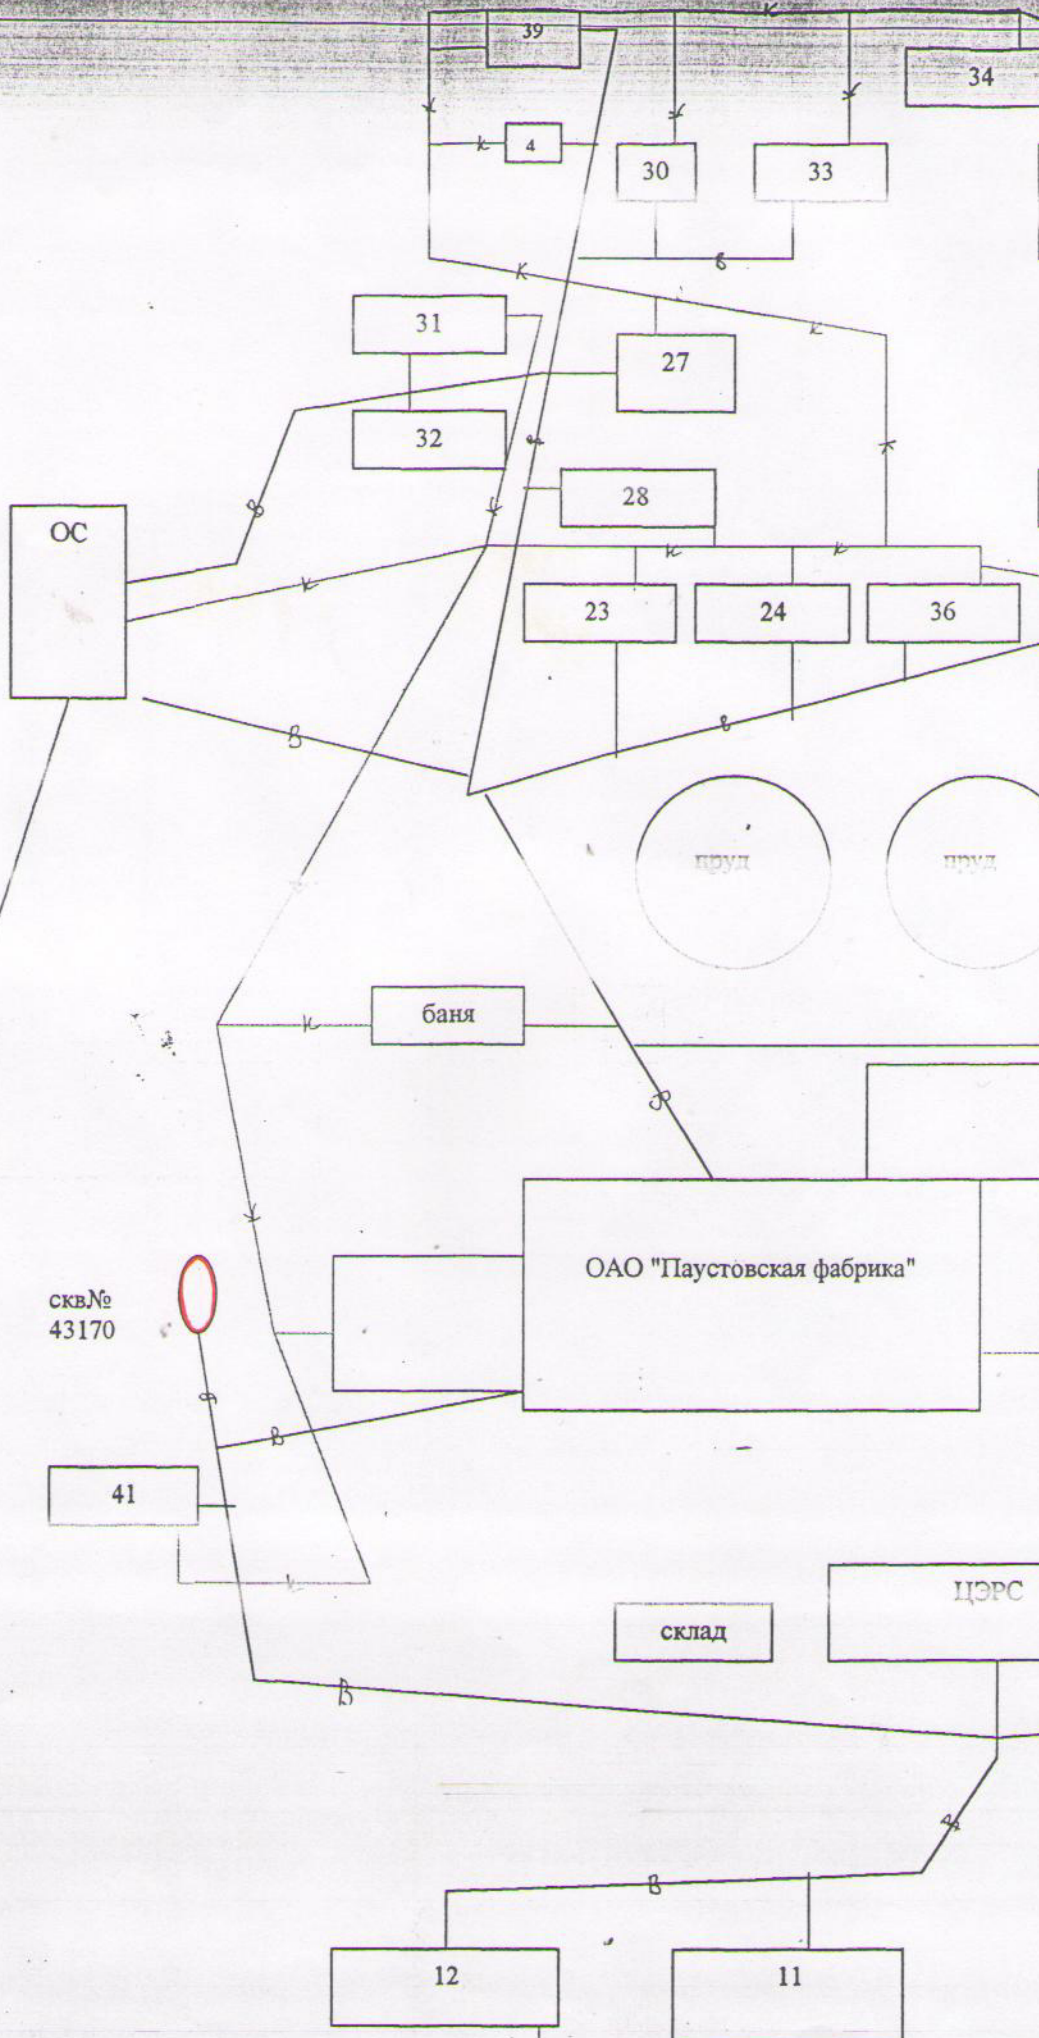 К
39
34
К
К
К
К
4
30
33
К
в
31
К
27
32
в
28
К
В
ОС
К
К
К
23
24
36
В
в
пруд
пруд
баня
К
В
К
ОАО "Паустовская фабрика"
скв№
43170
В
В
41
К
ЦЭРС
склад
В
В
В
12
11